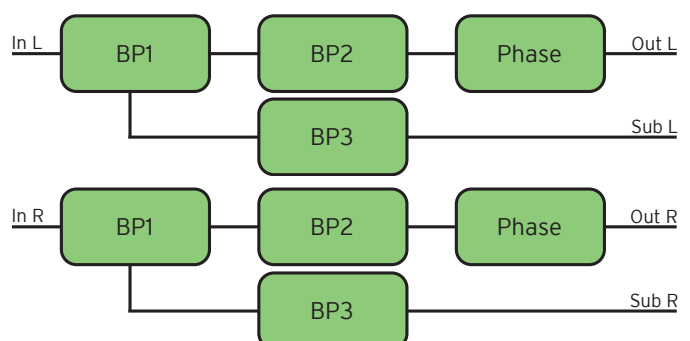 In L
BP1
BP2
Phase
Out L
BP3
Sub L
In R
BP1
BP2
Phase
Out R
BP3
Sub R